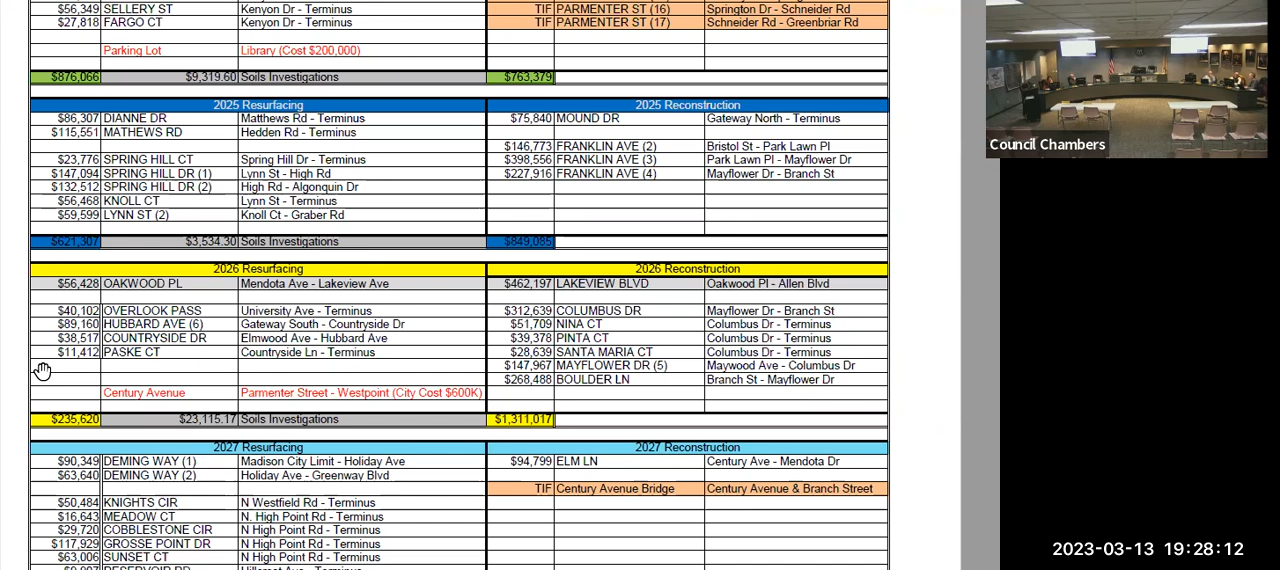 $56,349 SELLERY ST Kenyon Dr - Terminus TIF PARMENTER ST (16) Springton Dr - Schneider Rd
$27,818 FARGO CT Kenyon Dr - Terminus TIF PARMENTER ST (17) Schneider Rd - Greenbriar Rd
Parking Lot Library (Cost $200,000)
$876,066 $9,319.60 Soils Investigations $763,379
2025 Resurfacing 2025 Reconstruction
$86,307 DIANNE DR Matthews Rd - Terminus $75,840 MOUND DR Gateway North - Terminus
$115,551 MATHEWS RD Hedden Rd - Terminus
$146,773 FRANKLIN AVE (2) Bristol St - Park Lawn Pl
$23,776 SPRING HILL CT Spring Hill Dr - Terminus $398,556 FRANKLIN AVE (3) Park Lawn Pl - Mayflower Dr
$147,094 SPRING HILL DR (1) Lynn St - High Rd $227,916 FRANKLIN AVE (4) Mayflower Dr - Branch St
$132,512 SPRING HILL DR (2) High Rd - Algonquin Dr
$56,468 KNOLL CT Lynn St - Terminus
$59,599 LYNN ST (2) Knoll Ct - Graber Rd
$621,307 $3,534.30 Soils Investigations $849,085
2026 Resurfacing 2026 Reconstruction
$56,428 OAKWOOD PL Mendota Ave - Lakeview Ave $462,197 LAKEVIEW BLVD Oakwood Pl - Allen Blvd
$40,102 OVERLOOK PASS University Ave - Terminus $312,639 COLUMBUS DR Mayflower Dr - Branch St
$89,160 HUBBARD AVE (6) Gateway South - Countryside Dr $51,709 NINA CT Columbus Dr - Terminus
$38,517 COUNTRYSIDE DR Elmwood Ave - Hubbard Ave $39,378 PINTA CT Columbus Dr - Terminus
$11,412 PASKE CT Countryside Ln - Terminus $28,639 SANTA MARIA CT Columbus Dr - Terminus
$147,967 MAYFLOWER DR (5) Maywood Ave - Columbus Dr
$268,488 BOULDER LN Branch St - Mayflower Dr
Century Avenue Parmenter Street - Westpoint (City Cost $600K)
$235,620 $23,115.17 Soils Investigations $1,311,017
2027 Resurfacing 2027 Reconstruction
$90,349 DEMING WAY (1) Madison City Limit - Holiday Ave $94,799 ELM LN Century Ave - Mendota Dr
$63,640 DEMING WAY (2) Holiday Ave - Greenway Blvd
TIF Century Avenue Bridge Century Avenue & Branch Street
$50,484 KNIGHTS CIR N Westfield Rd - Terminus
$16,643 MEADOW CT N. High Point Rd - Terminus
$29,720 COBBLESTONE CIR N High Point Rd - Terminus
$117,929 GROSSE POINT DR N High Point Rd - Terminus
$63,006 SUNSET CT N High Point Rd - Terminus
Council Chambers
2023-03-13 19:28:12